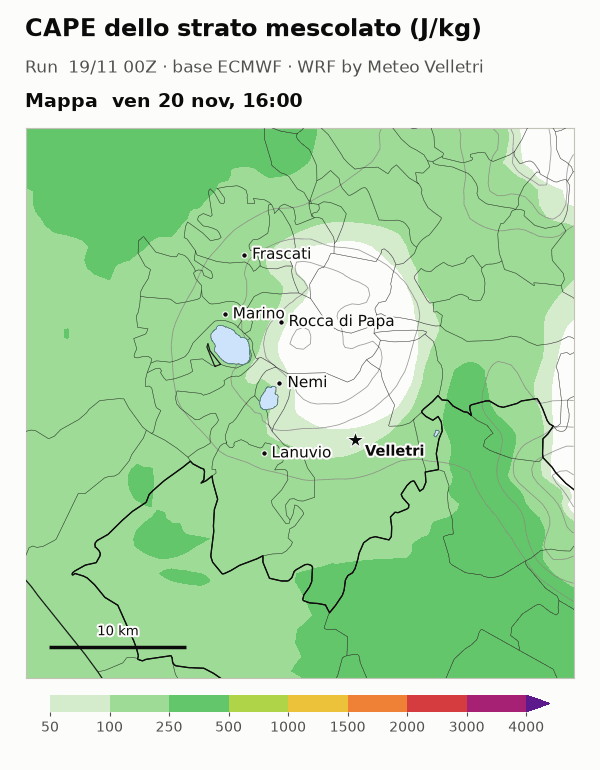 CAPE dello strato mescolato (J/kg)
Run  19/11 00Z · base ECMWF · WRF by Meteo Velletri
Mappa  ven 20 nov, 16:00
Frascati
Marino
Rocca di Papa
Nemi
Velletri
Lanuvio
10 km
50 100 250 500 1000 1500 2000 3000 4000